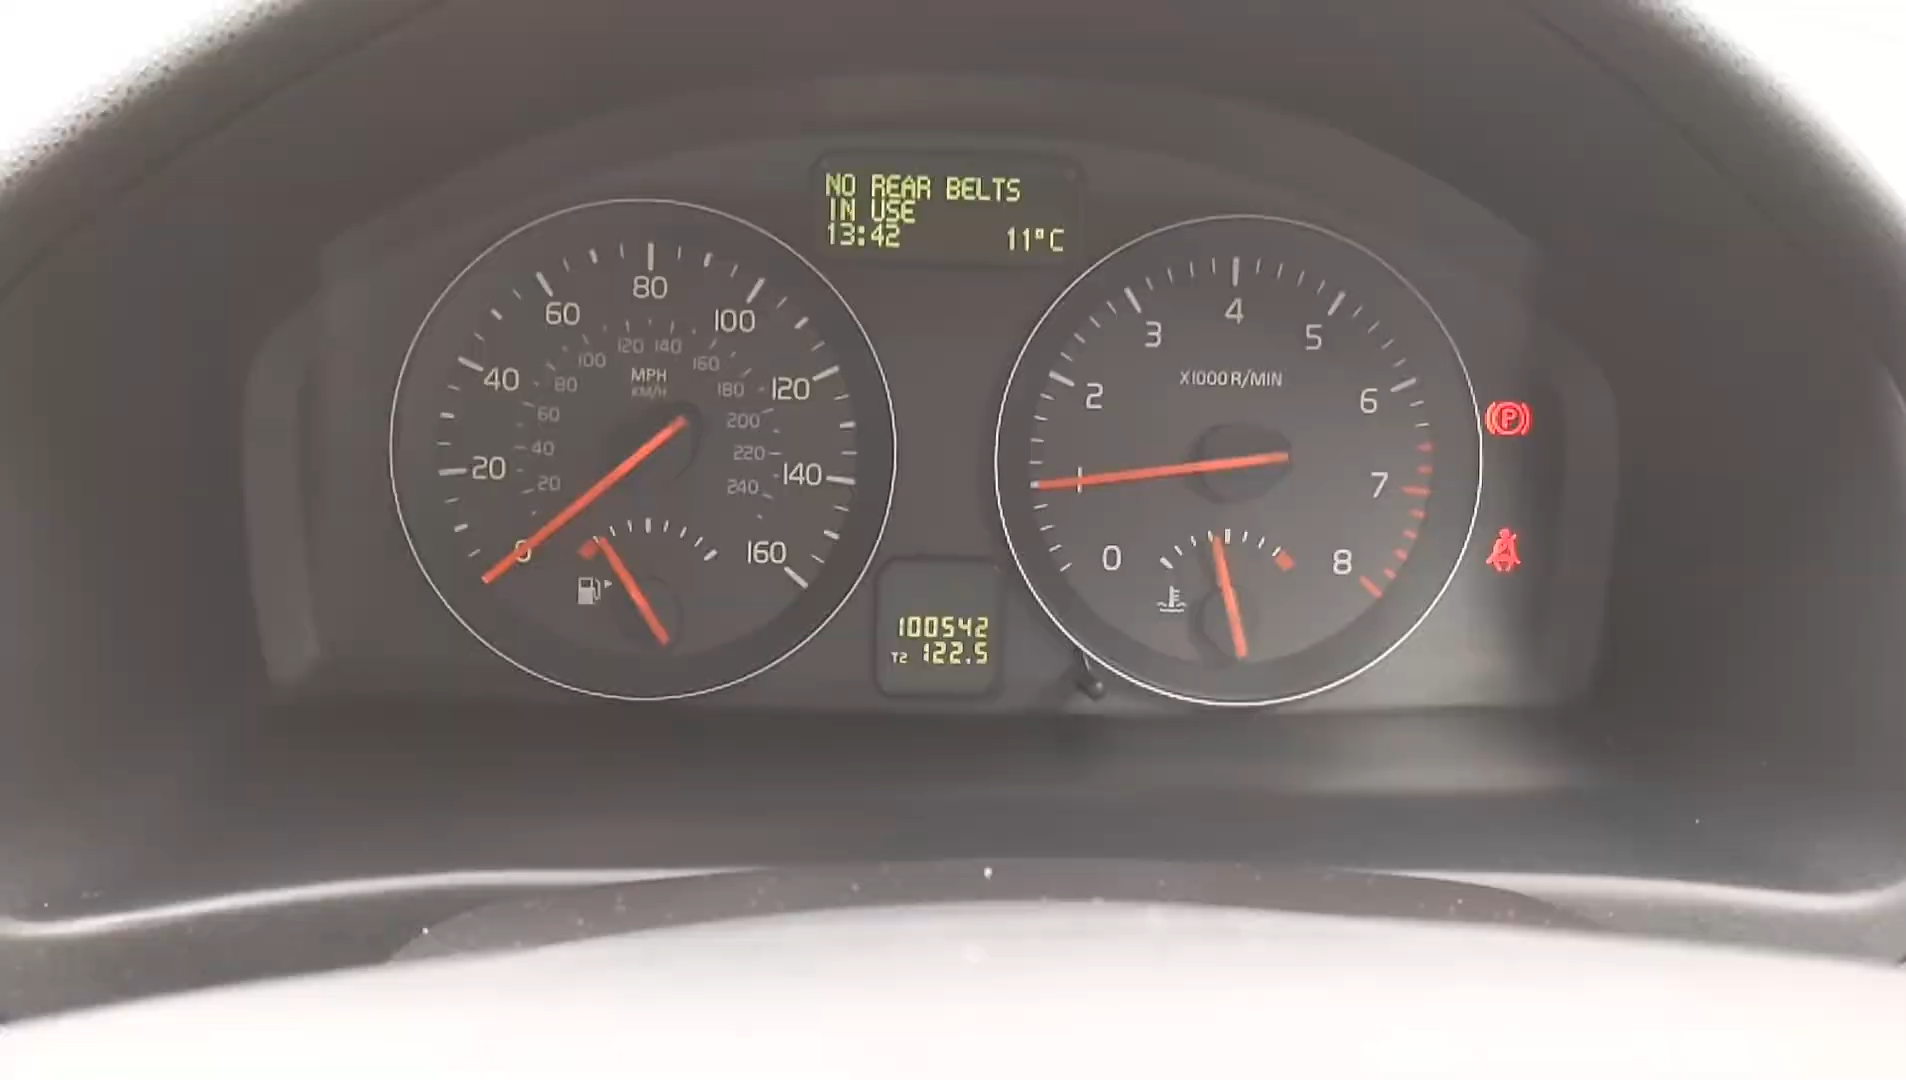 NO REAR BELTS
IN USE
13:42 11°C
0 20 40 60 80 100 120 140 160
20 40 60 80 100 120 140 160 180 200 220 240
MPH
KM/H
0 1 2 3 4 5 6 7 8
X1000R/MIN
P
100542
T2 122.5